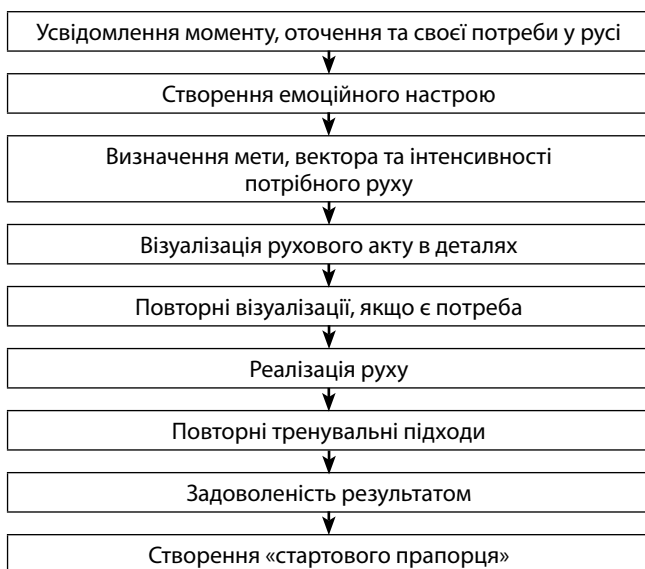 Усвідомлення моменту, оточення та своєї потреби у русі
Створення емоційного настрою
Визначення мети, вектора та інтенсивності
потрібного руху
Візуалізація рухового акту в деталях
Повторні візуалізації, якщо є потреба
Реалізація руху
Повторні тренувальні підходи
Задоволеність результатом
Створення «стартового прапорця»